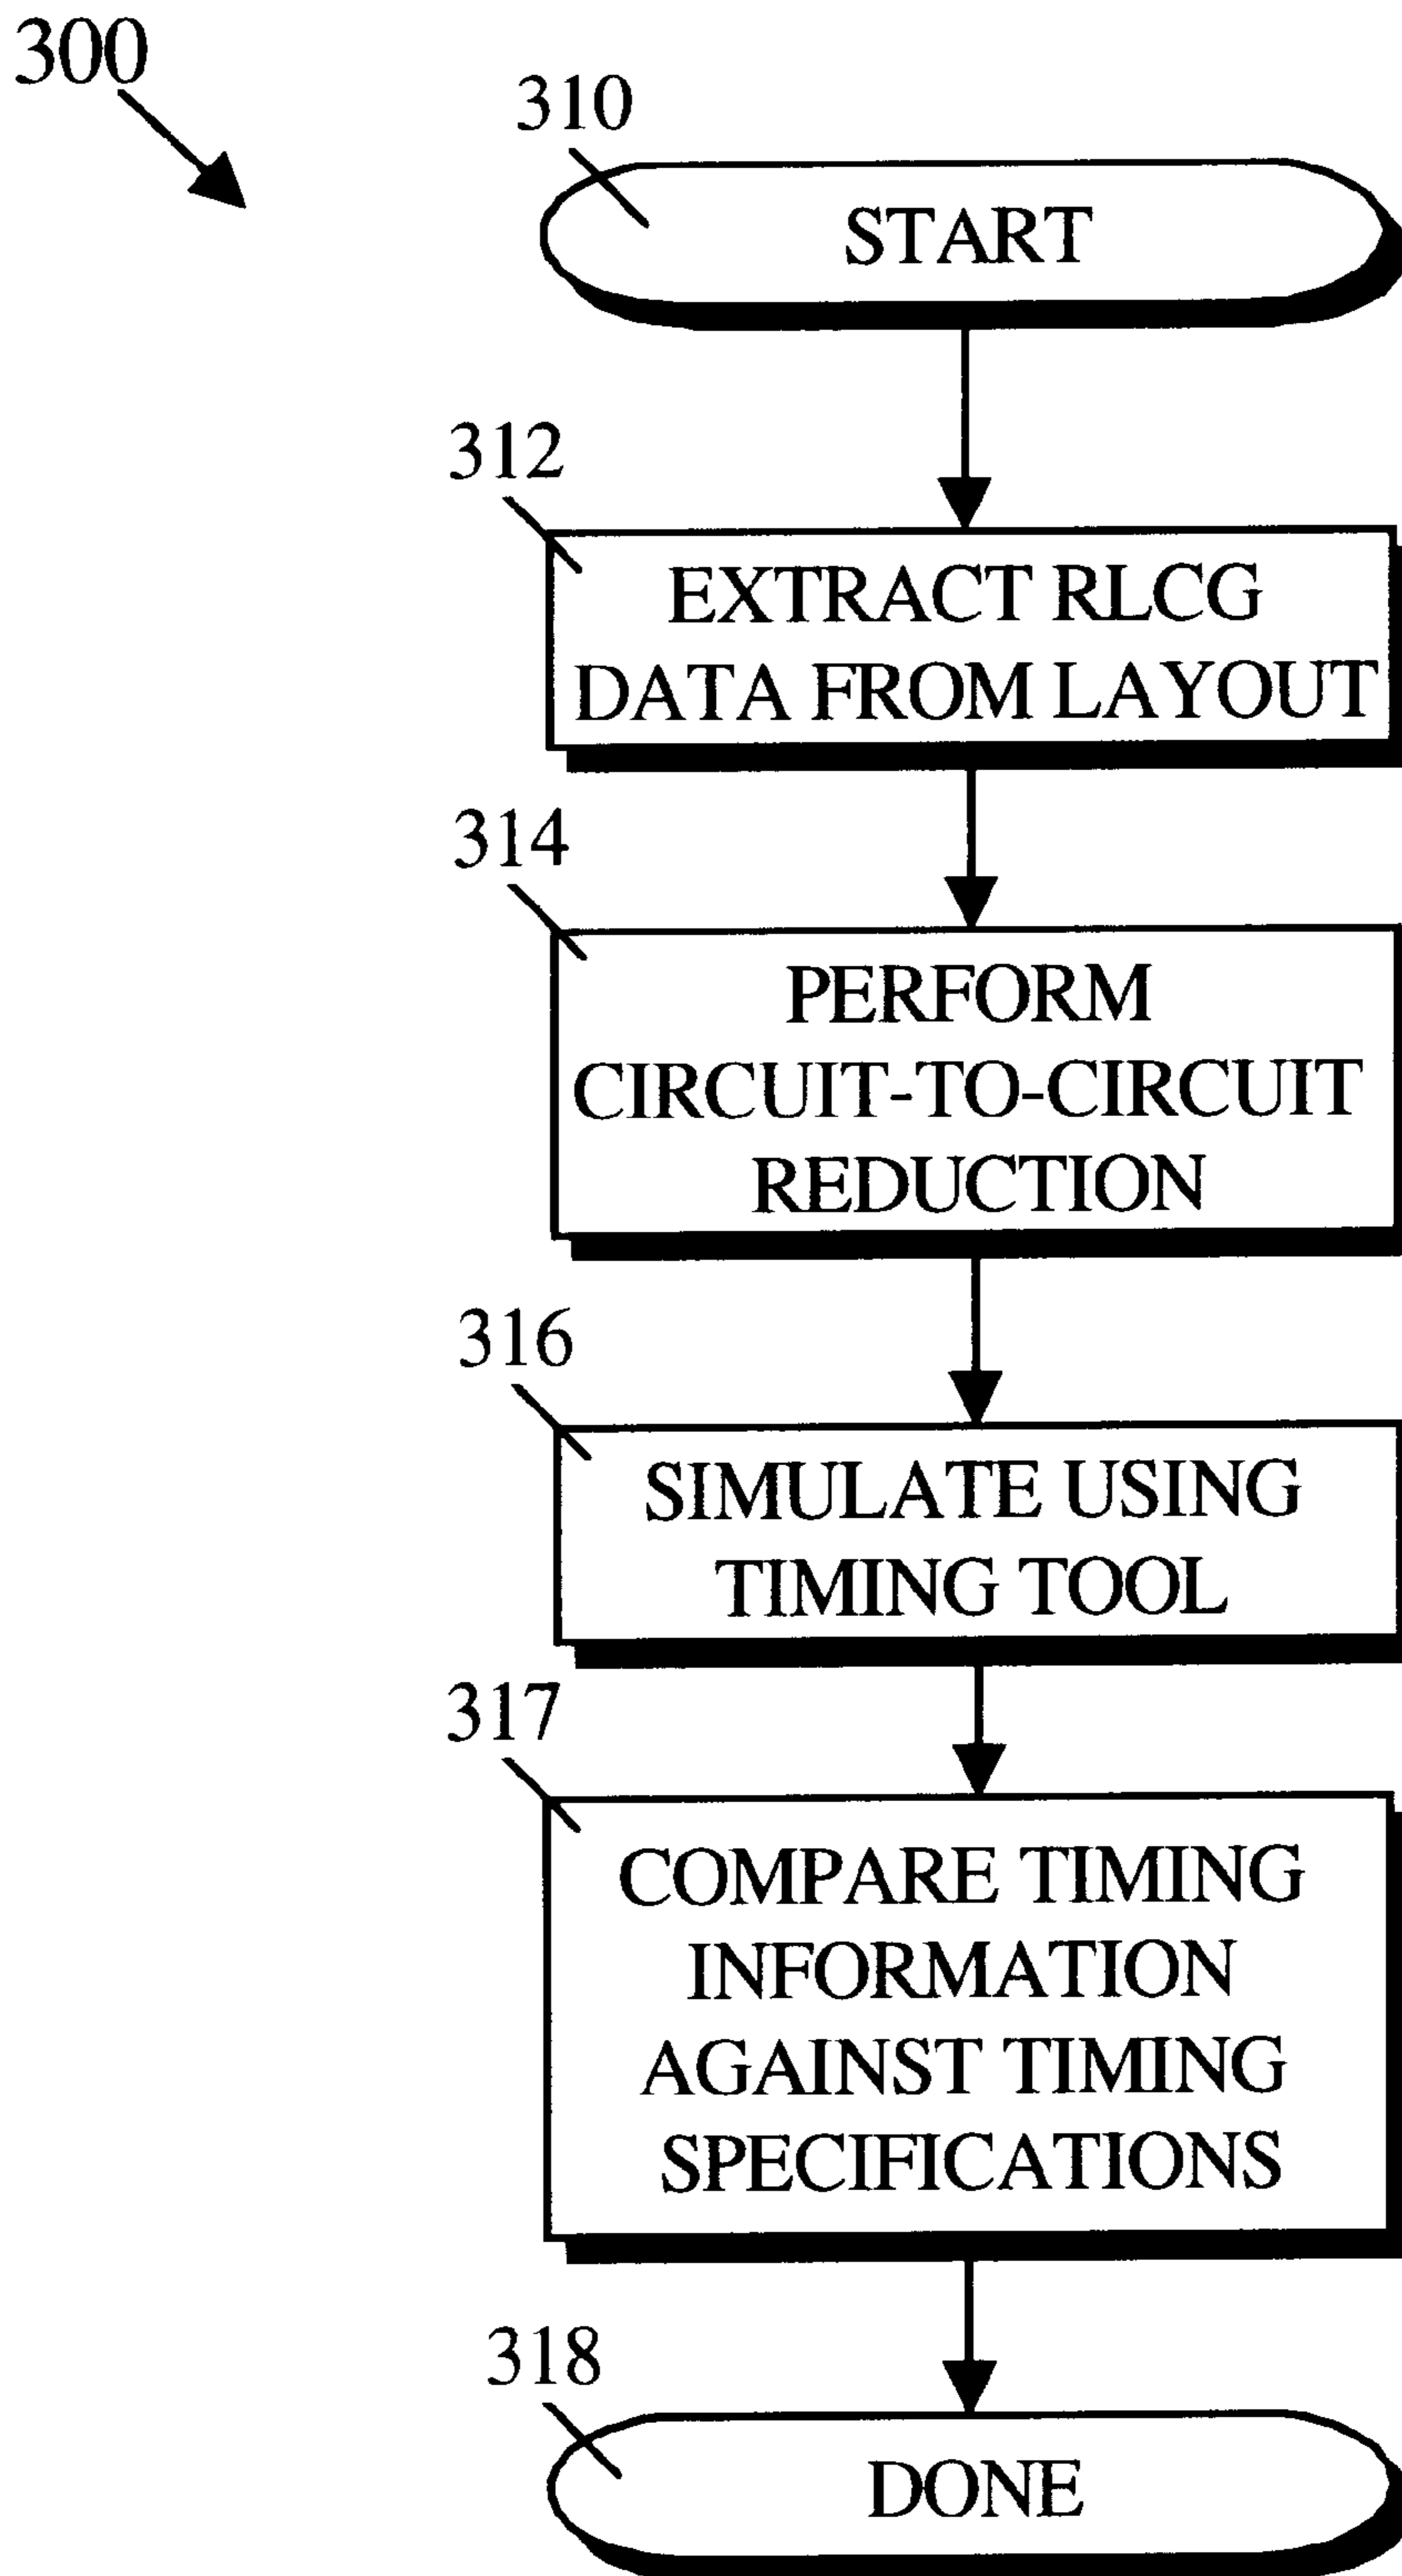 300
310
START
312
EXTRACT RLCG
DATA FROM LAYOUT
314
PERFORM
CIRCUIT-TO-CIRCUIT
REDUCTION
316
SIMULATE USING
TIMING TOOL
317
COMPARE TIMING
INFORMATION
AGAINST TIMING
SPECIFICATIONS
318
DONE